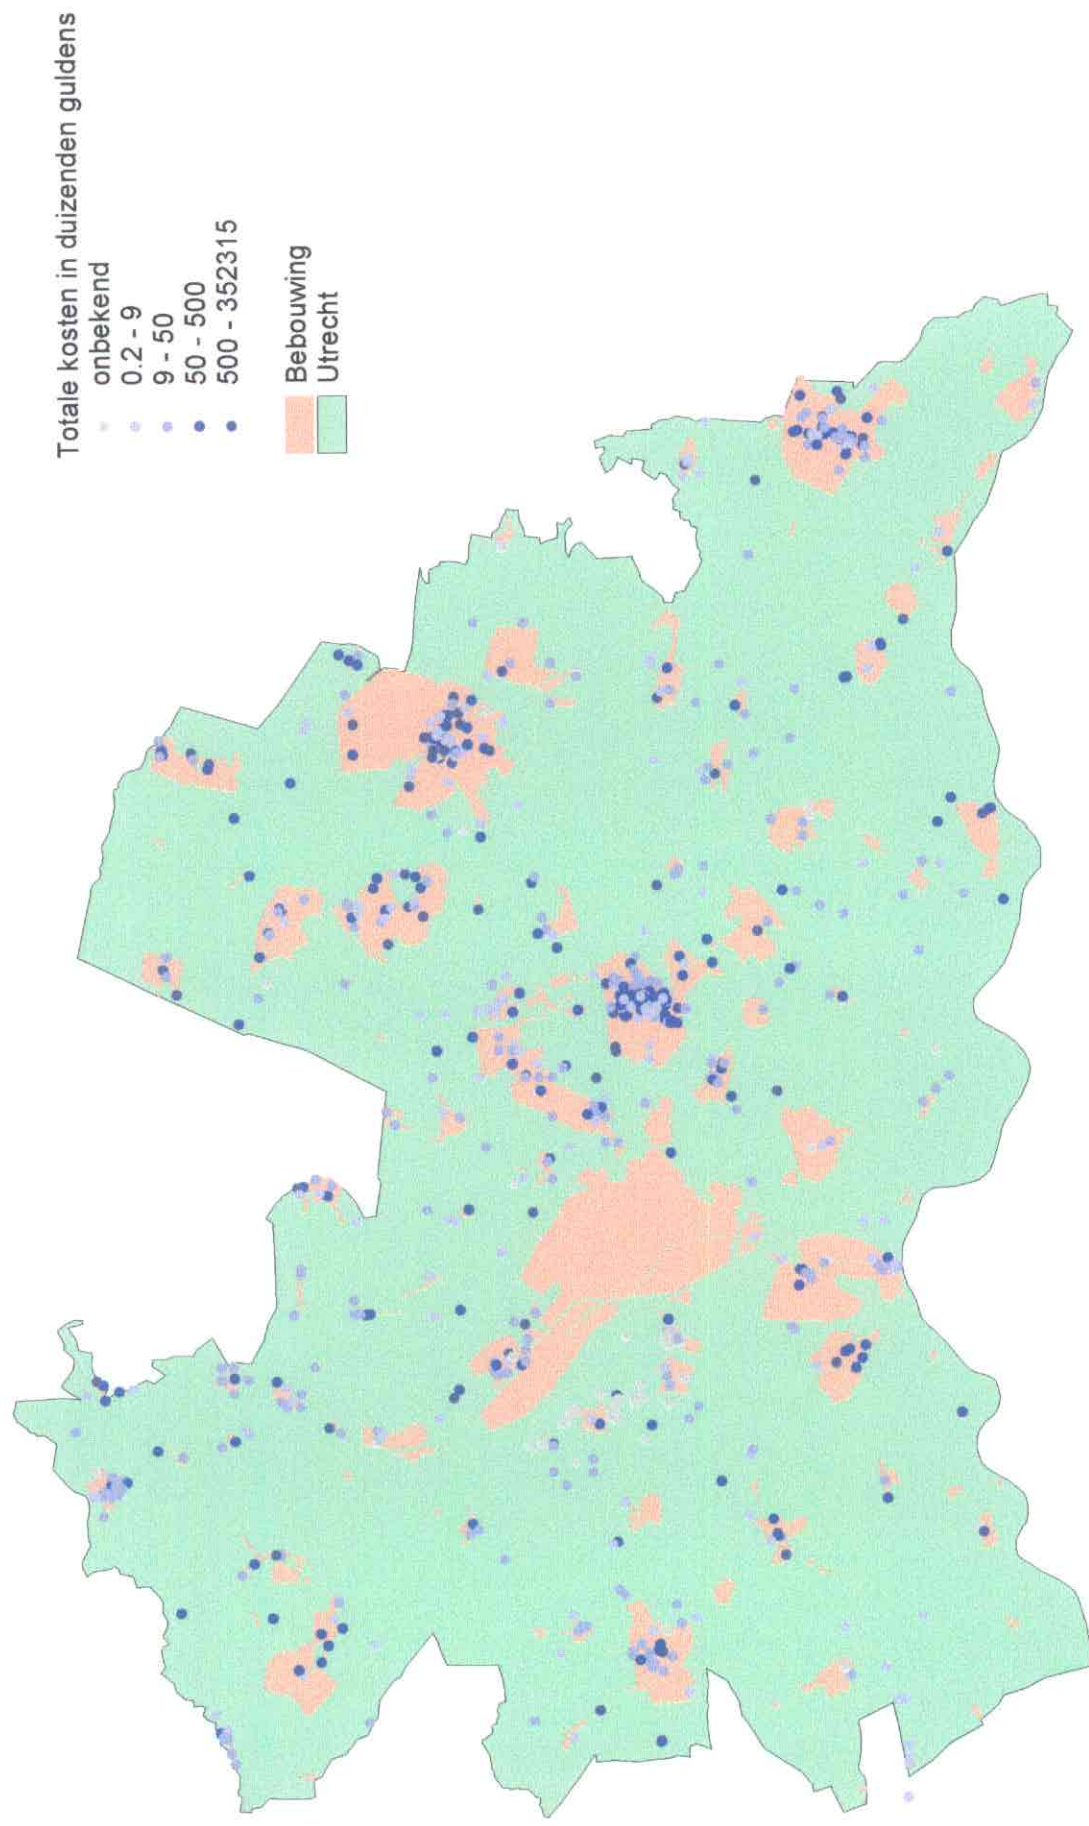 Totale kosten in duizenden guldens
onbekend
0.2 - 9
9 - 50
50 - 500
500 - 352315
Bebouwing
Utrecht